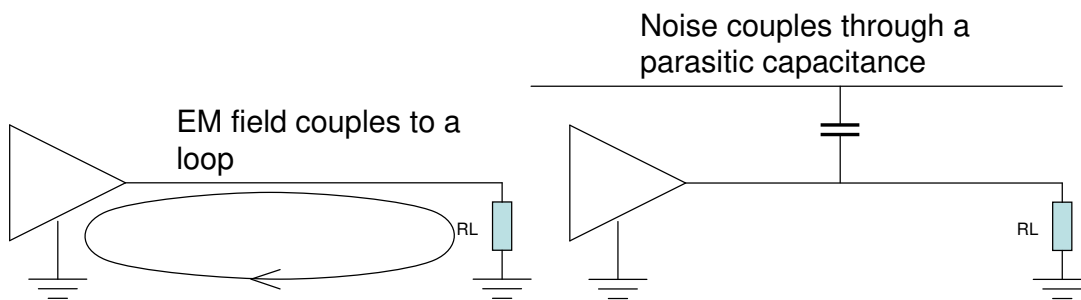 Noise couples through a
parasitic capacitance
EM field couples to a
loop
RL
RL